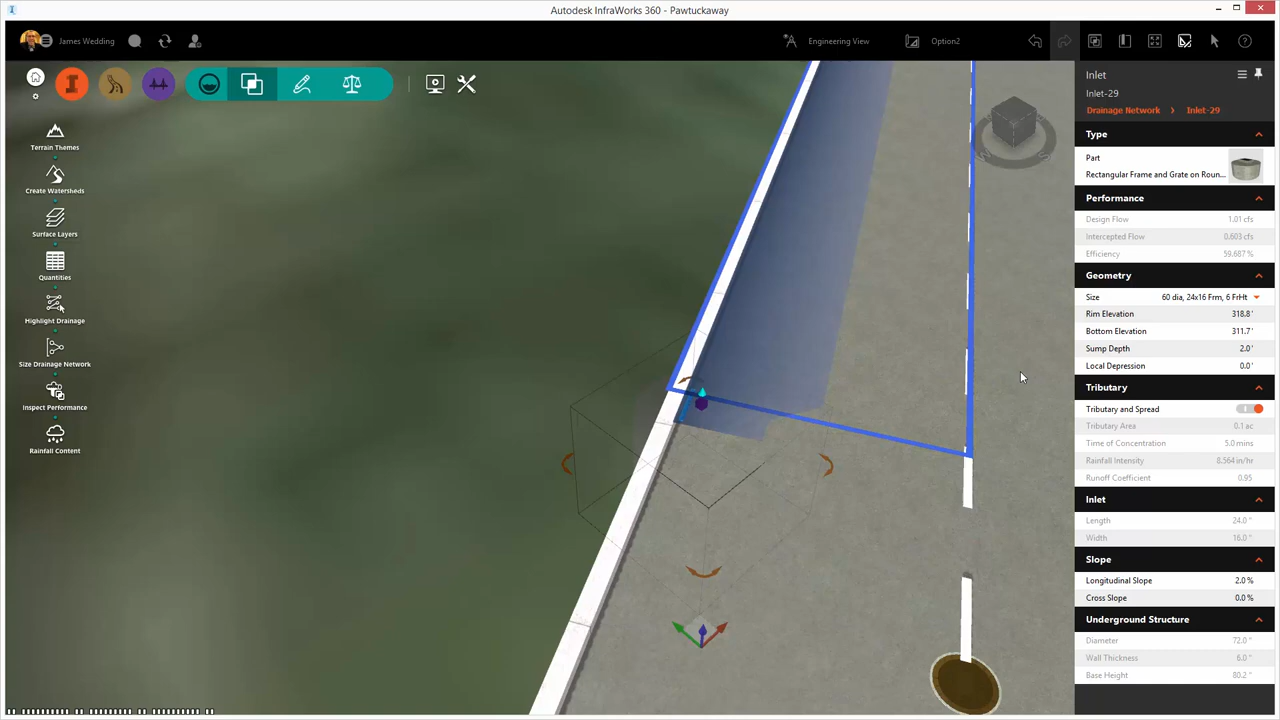 Autodesk InfraWorks 360 - Pawtuckaway
James Wedding
Engineering View
Option2
Terrain Themes
Create Watersheds
Surface Layers
Quantities
Highlight Drainage
Size Drainage Network
Inspect Performance
Rainfall Content
Inlet
Inlet-29
Drainage Network > Inlet-29
Type
Part
Rectangular Frame and Grate on Roun...
Performance
Design Flow 1.01 cfs
Intercepted Flow 0.603 cfs
Efficiency 59.687 %
Geometry
Size 60 dia, 24x16 Frm, 6 FrHt
Rim Elevation 318.8'
Bottom Elevation 311.7'
Sump Depth 2.0'
Local Depression 0.0'
Tributary
Tributary and Spread
Tributary Area 0.1 ac
Time of Concentration 5.0 mins
Rainfall Intensity 8.564 in/hr
Runoff Coefficient 0.95
Inlet
Length 24.0 "
Width 16.0 "
Slope
Longitudinal Slope 2.0 %
Cross Slope 0.0 %
Underground Structure
Diameter 72.0 "
Wall Thickness 6.0 "
Base Height 80.2 "